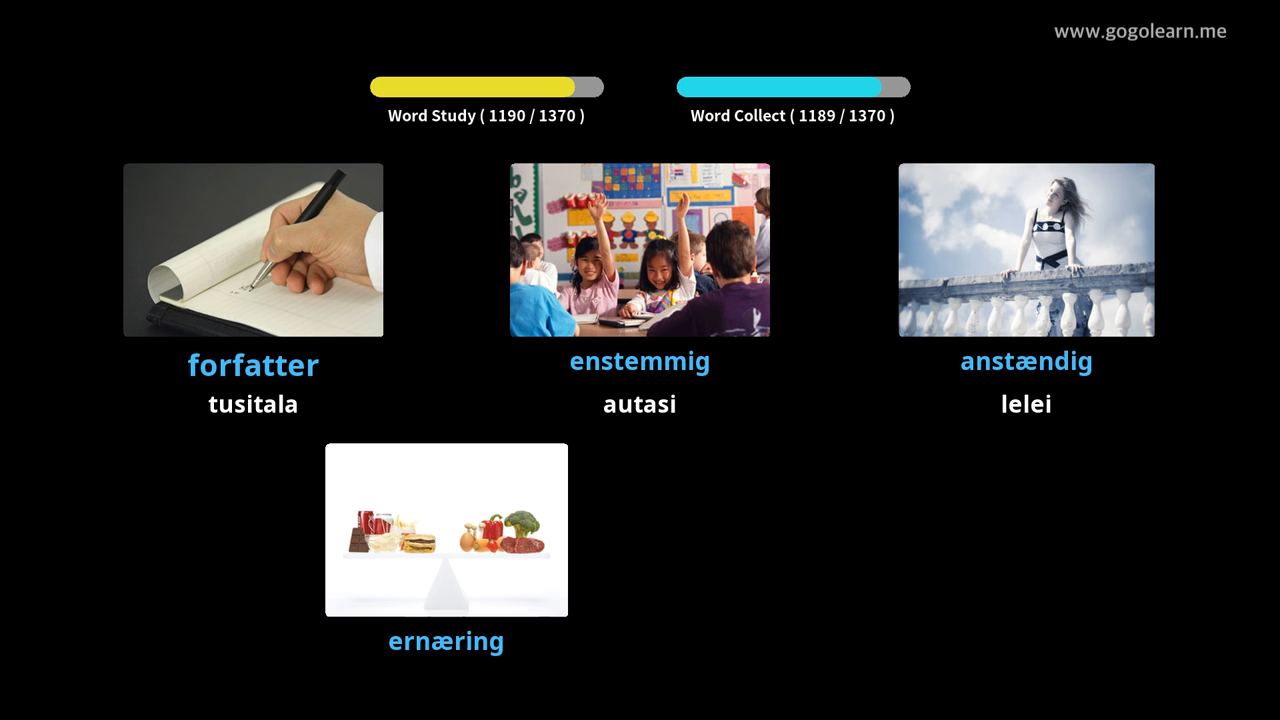 www.gogolearn.me
Word Study ( 1190 / 1370 )
Word Collect ( 1189 / 1370 )
forfatter
enstemmig
anstændig
tusitala
autasi
lelei
ernæring